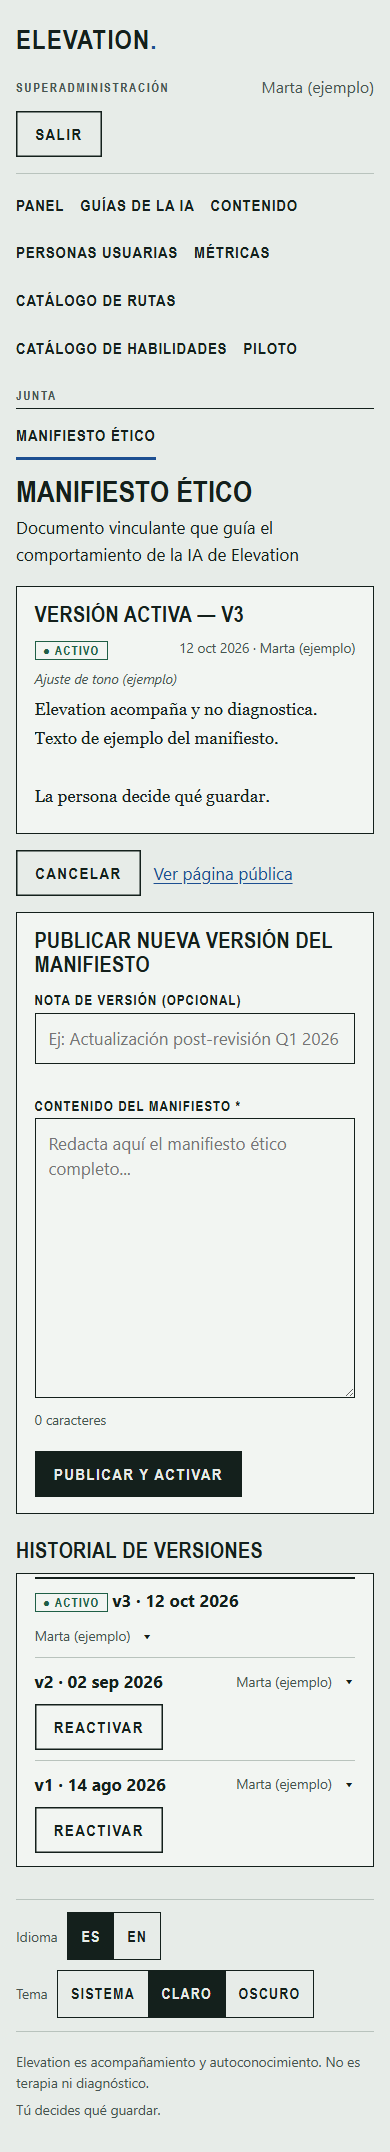 ELEVATION.
SUPERADMINISTRACIÓN
Marta (ejemplo)
SALIR
PANEL GUÍAS DE LA IA CONTENIDO
PERSONAS USUARIAS MÉTRICAS
CATÁLOGO DE RUTAS
CATÁLOGO DE HABILIDADES PILOTO
JUNTA
MANIFIESTO ÉTICO
MANIFIESTO ÉTICO
Documento vinculante que guía el
comportamiento de la IA de Elevation
VERSIÓN ACTIVA — V3
● ACTIVO
12 oct 2026 · Marta (ejemplo)
Ajuste de tono (ejemplo)
Elevation acompaña y no diagnostica.
Texto de ejemplo del manifiesto.
La persona decide qué guardar.
CANCELAR
Ver página pública
PUBLICAR NUEVA VERSIÓN DEL
MANIFIESTO
NOTA DE VERSIÓN (OPCIONAL)
Ej: Actualización post-revisión Q1 2026
CONTENIDO DEL MANIFIESTO *
Redacta aquí el manifiesto ético
completo...
0 caracteres
PUBLICAR Y ACTIVAR
HISTORIAL DE VERSIONES
● ACTIVO v3 · 12 oct 2026
Marta (ejemplo) ▾
v2 · 02 sep 2026 Marta (ejemplo) ▾
REACTIVAR
v1 · 14 ago 2026 Marta (ejemplo) ▾
REACTIVAR
Idioma ES EN
Tema SISTEMA CLARO OSCURO
Elevation es acompañamiento y autoconocimiento. No es
terapia ni diagnóstico.
Tú decides qué guardar.